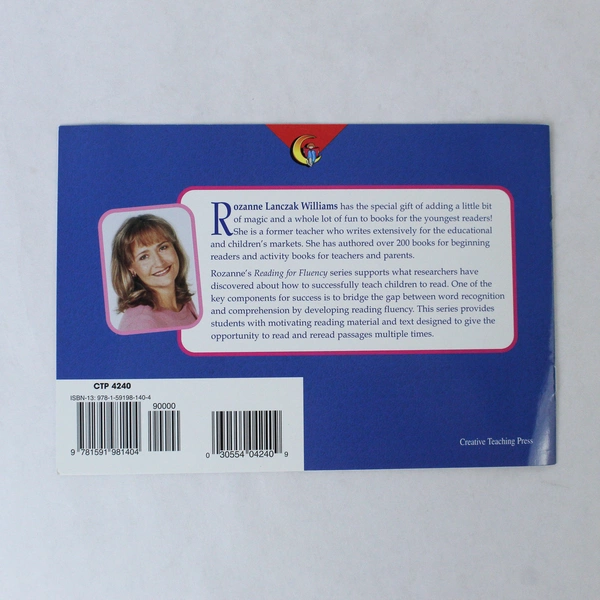 Rozanne Lanczak Williams has the special gift of adding a little bit
of magic and a whole lot of fun to books for the youngest readers!
She is a former teacher who writes extensively for the educational
and children's markets. She has authored over 200 books for beginning
readers and activity books for teachers and parents.
Rozanne's Reading for Fluency series supports what researchers have
discovered about how to successfully teach children to read. One of the
key components for success is to bridge the gap between word recognition
and comprehension by developing reading fluency. This series provides
students with motivating reading material and text designed to give the
opportunity to read and reread passages multiple times.
CTP 4240
ISBN-13: 978-1-59198-140-4
90000
9 781591 981404
0 30554 04240 9
Creative Teaching Press